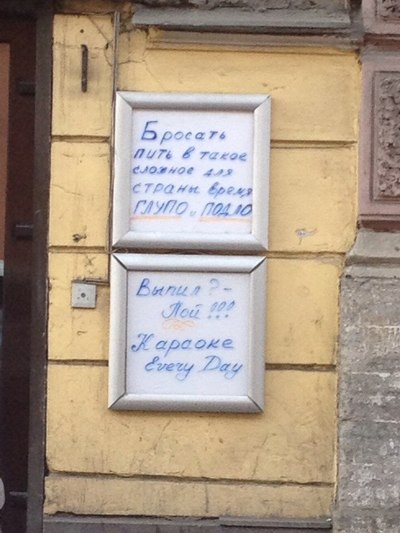 Бросать
пить в такое
сложное для
страны время
ГЛУПО и ПОДЛО
Выпил? -
Пой!!!
Караоке
Every Day